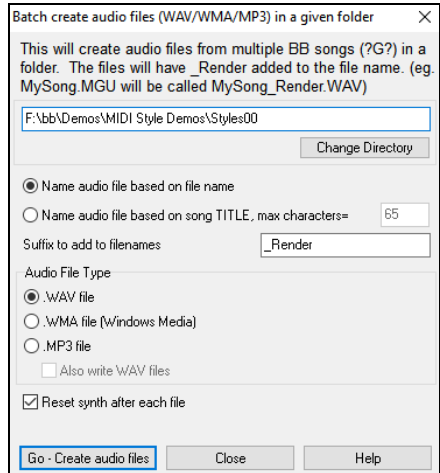 Batch create audio files (WAV/WMA/MP3) in a given folder
This will create audio files from multiple BB songs (?G?) in a
folder. The files will have _Render added to the file name. (eg.
MySong.MGU will be called MySong_Render.WAV)
F:\bb\Demos\MIDI Style Demos\Styles00
Change Directory
Name audio file based on file name
Name audio file based on song TITLE, max characters= 65
Suffix to add to filenames _Render
Audio File Type
.WAV file
.WMA file (Windows Media)
.MP3 file
Also write WAV files
Reset synth after each file
Go - Create audio files Close Help